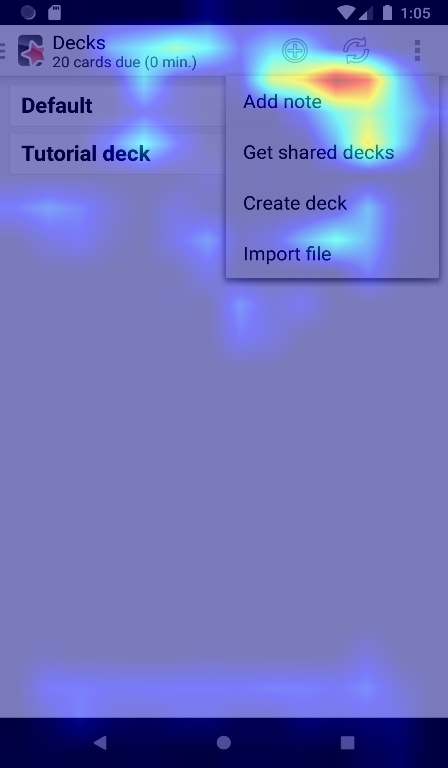 1:05
Decks
20 cards due (0 min.)
Default
Tutorial deck
Add note
Get shared decks
Create deck
Import file